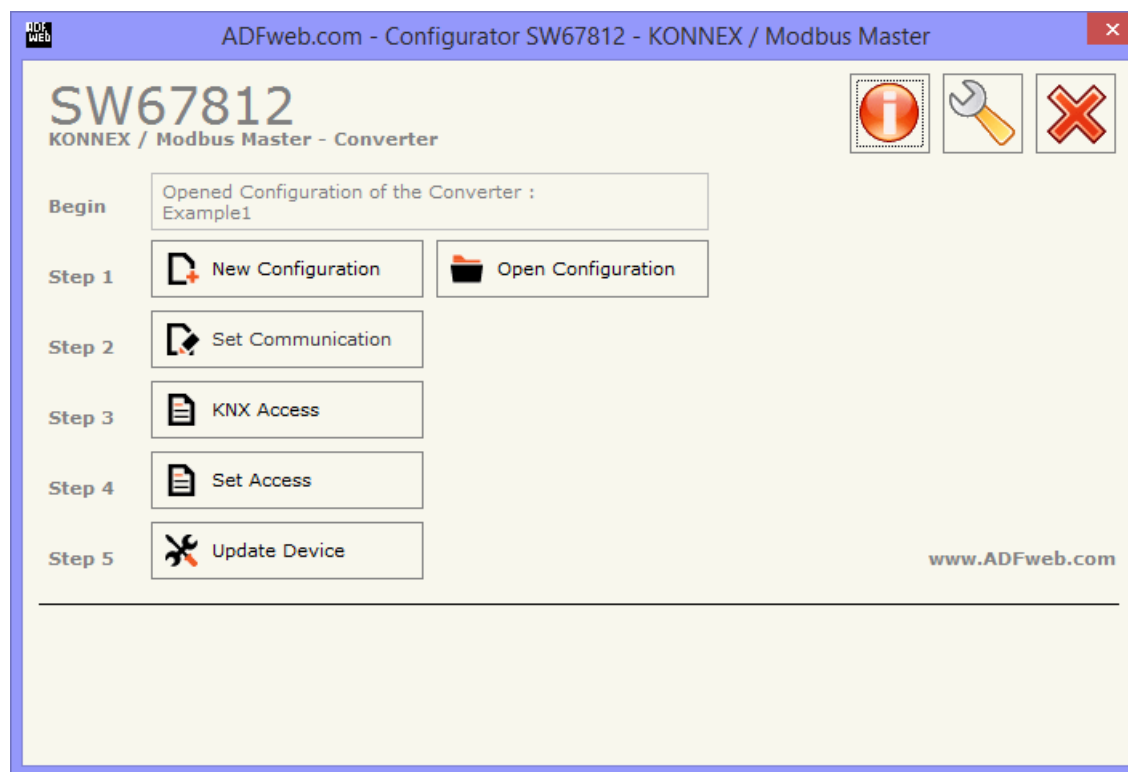 ADF
WEB
ADFweb.com - Configurator SW67812 - KONNEX / Modbus Master
SW67812
KONNEX / Modbus Master - Converter
Begin
Opened Configuration of the Converter :
Example1
Step 1
New Configuration
Open Configuration
Step 2
Set Communication
Step 3
KNX Access
Step 4
Set Access
Step 5
Update Device
www.ADFweb.com